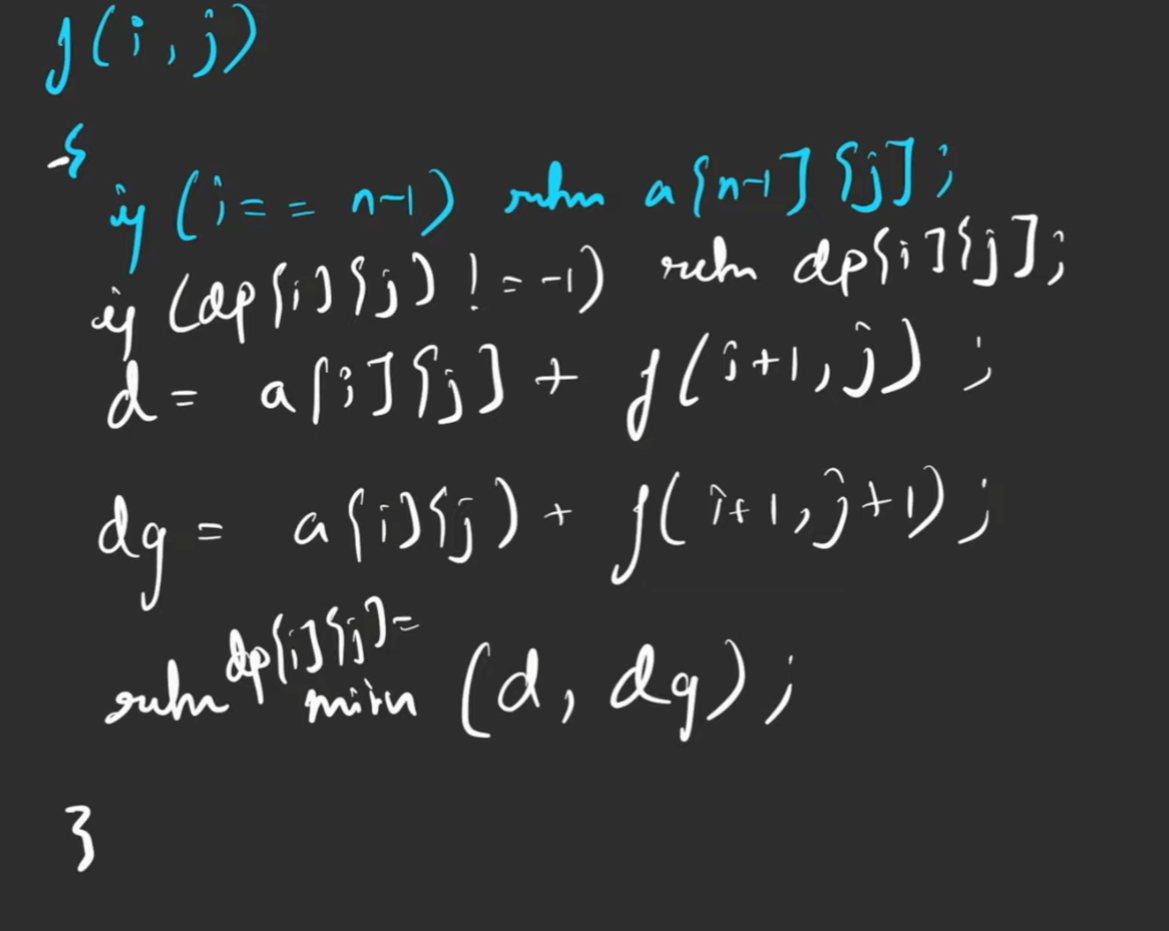 f(i,j)
{
if (i == n-1) return a[n-1][j];
if (dp[i][j] != -1) return dp[i][j];
d = a[i][j] + f(i+1,j) ;
dg = a[i][j] + f(i+1,j+1);
return dp[i][j]= min (d, dg);
}